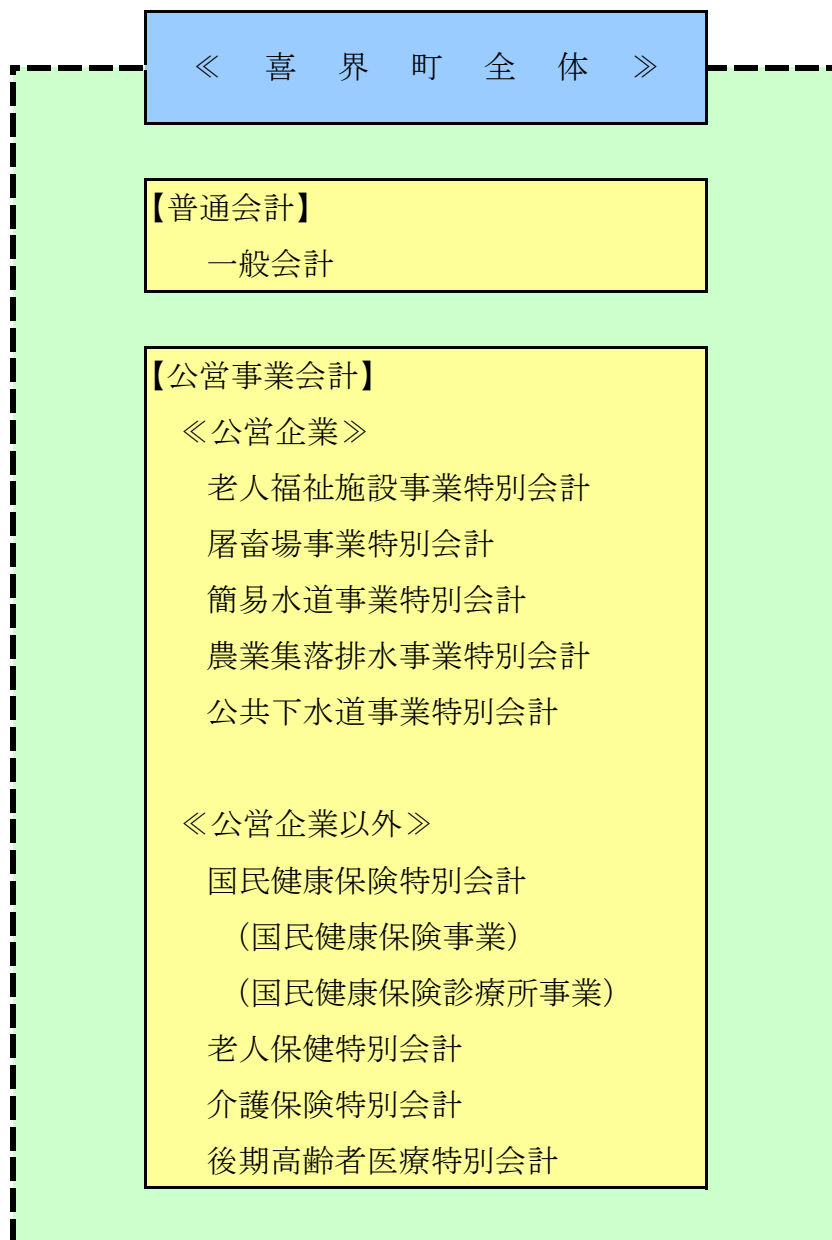 ≪ 喜 界 町 全 体 ≫
【普通会計】
一般会計
【公営事業会計】
≪公営企業≫
老人福祉施設事業特別会計
屠畜場事業特別会計
簡易水道事業特別会計
農業集落排水事業特別会計
公共下水道事業特別会計
≪公営企業以外≫
国民健康保険特別会計
（国民健康保険事業）
（国民健康保険診療所事業）
老人保健特別会計
介護保険特別会計
後期高齢者医療特別会計